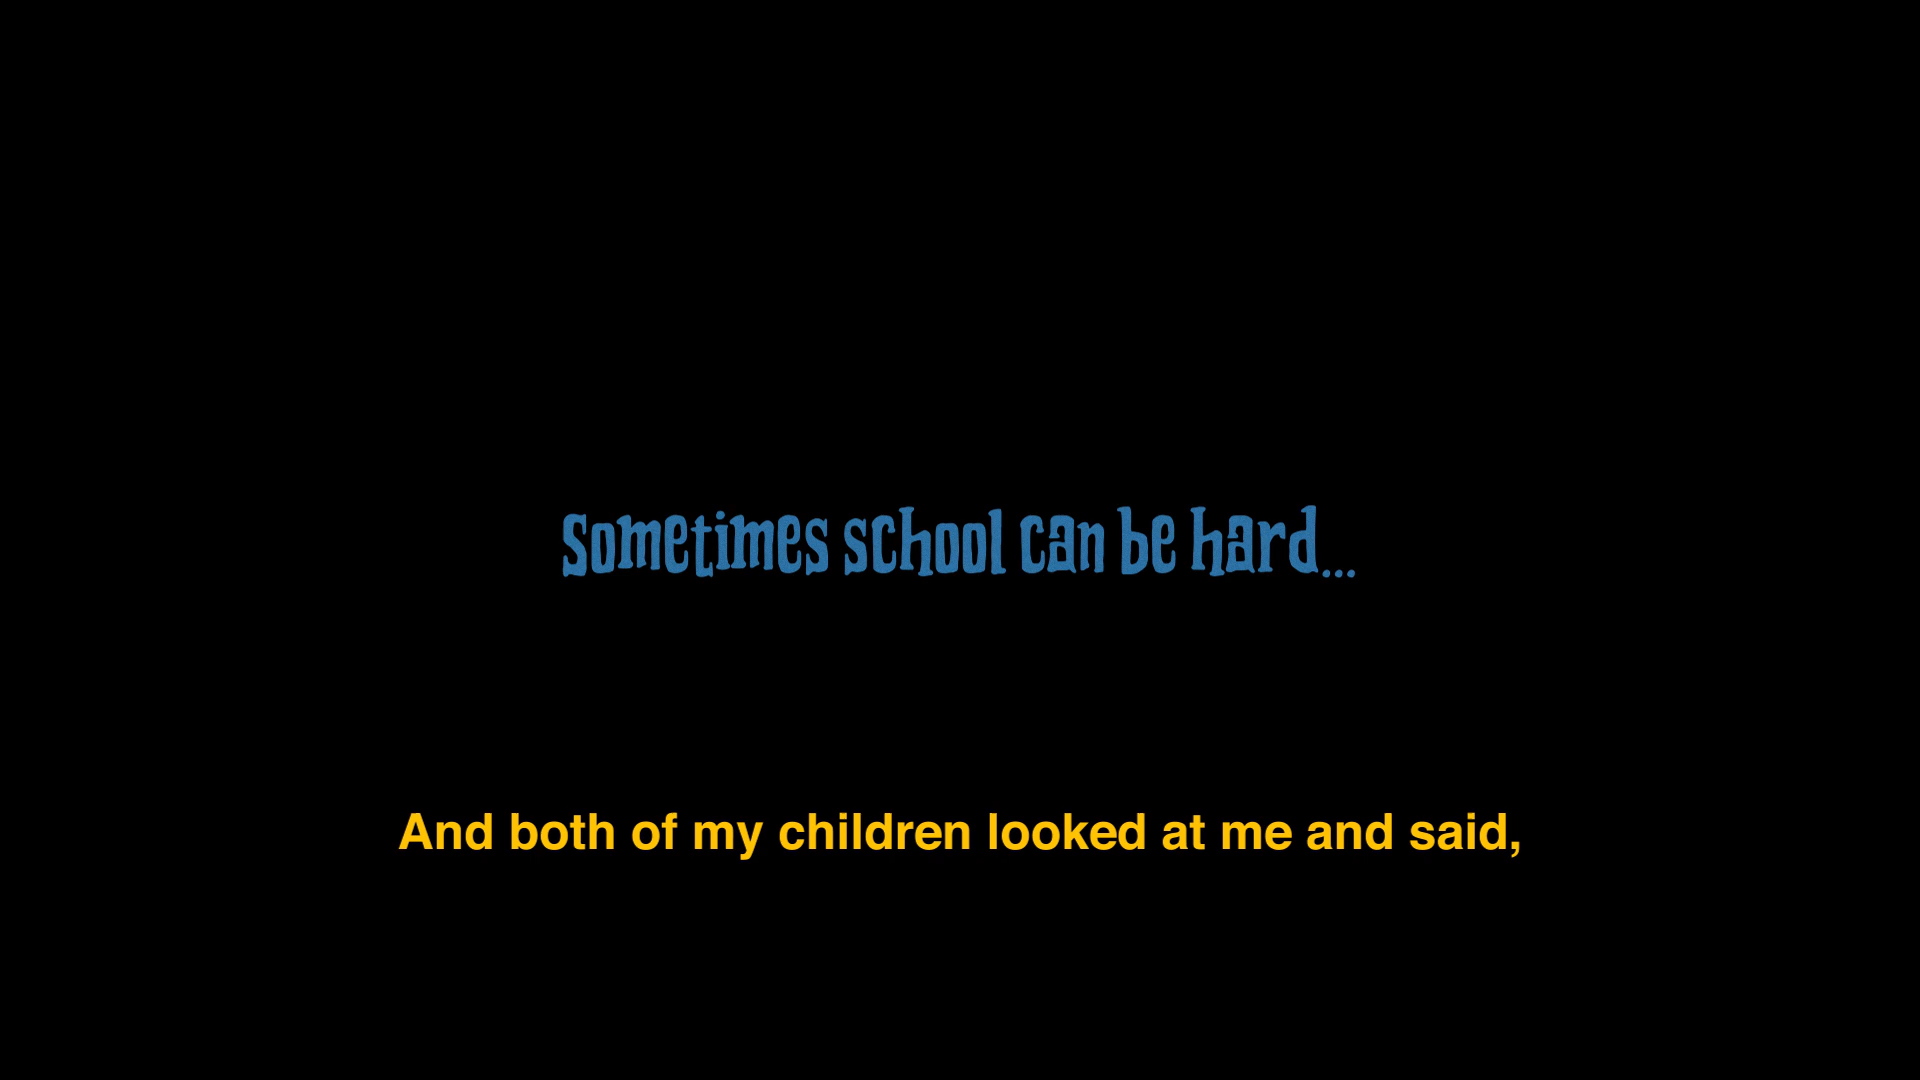 Sometimes school can be hard...
And both of my children looked at me and said,